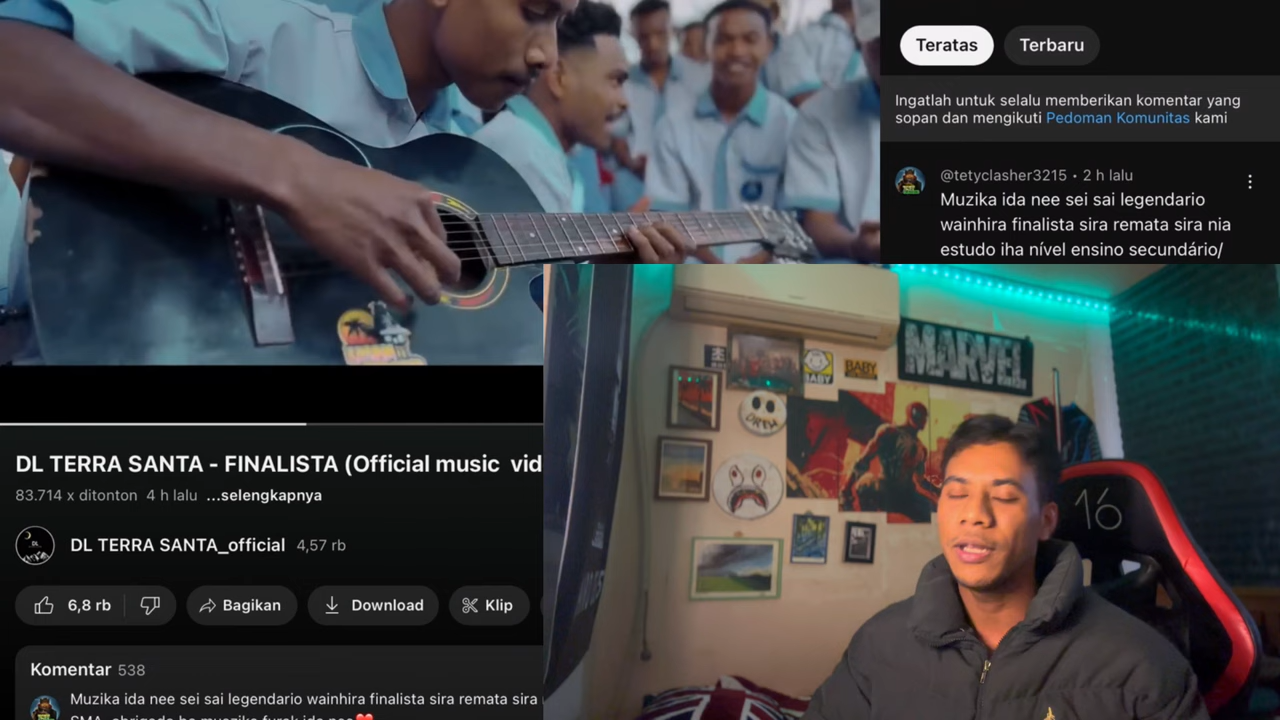 Teratas
Terbaru
Ingatlah untuk selalu memberikan komentar yang
sopan dan mengikuti Pedoman Komunitas kami
@tetyclasher3215 • 2 h lalu
Muzika ida nee sei sai legendario
wainhira finalista sira remata sira nia
estudo iha nível ensino secundário/
DL TERRA SANTA - FINALISTA (Official music vid
83.714 x ditonton 4 h lalu ...selengkapnya
DL TERRA SANTA_official 4,57 rb
6,8 rb
Bagikan
Download
Klip
Komentar 538
Muzika ida nee sei sai legendario wainhira finalista sira remata sira
MARVEL
BABY
BABY
DREW
16